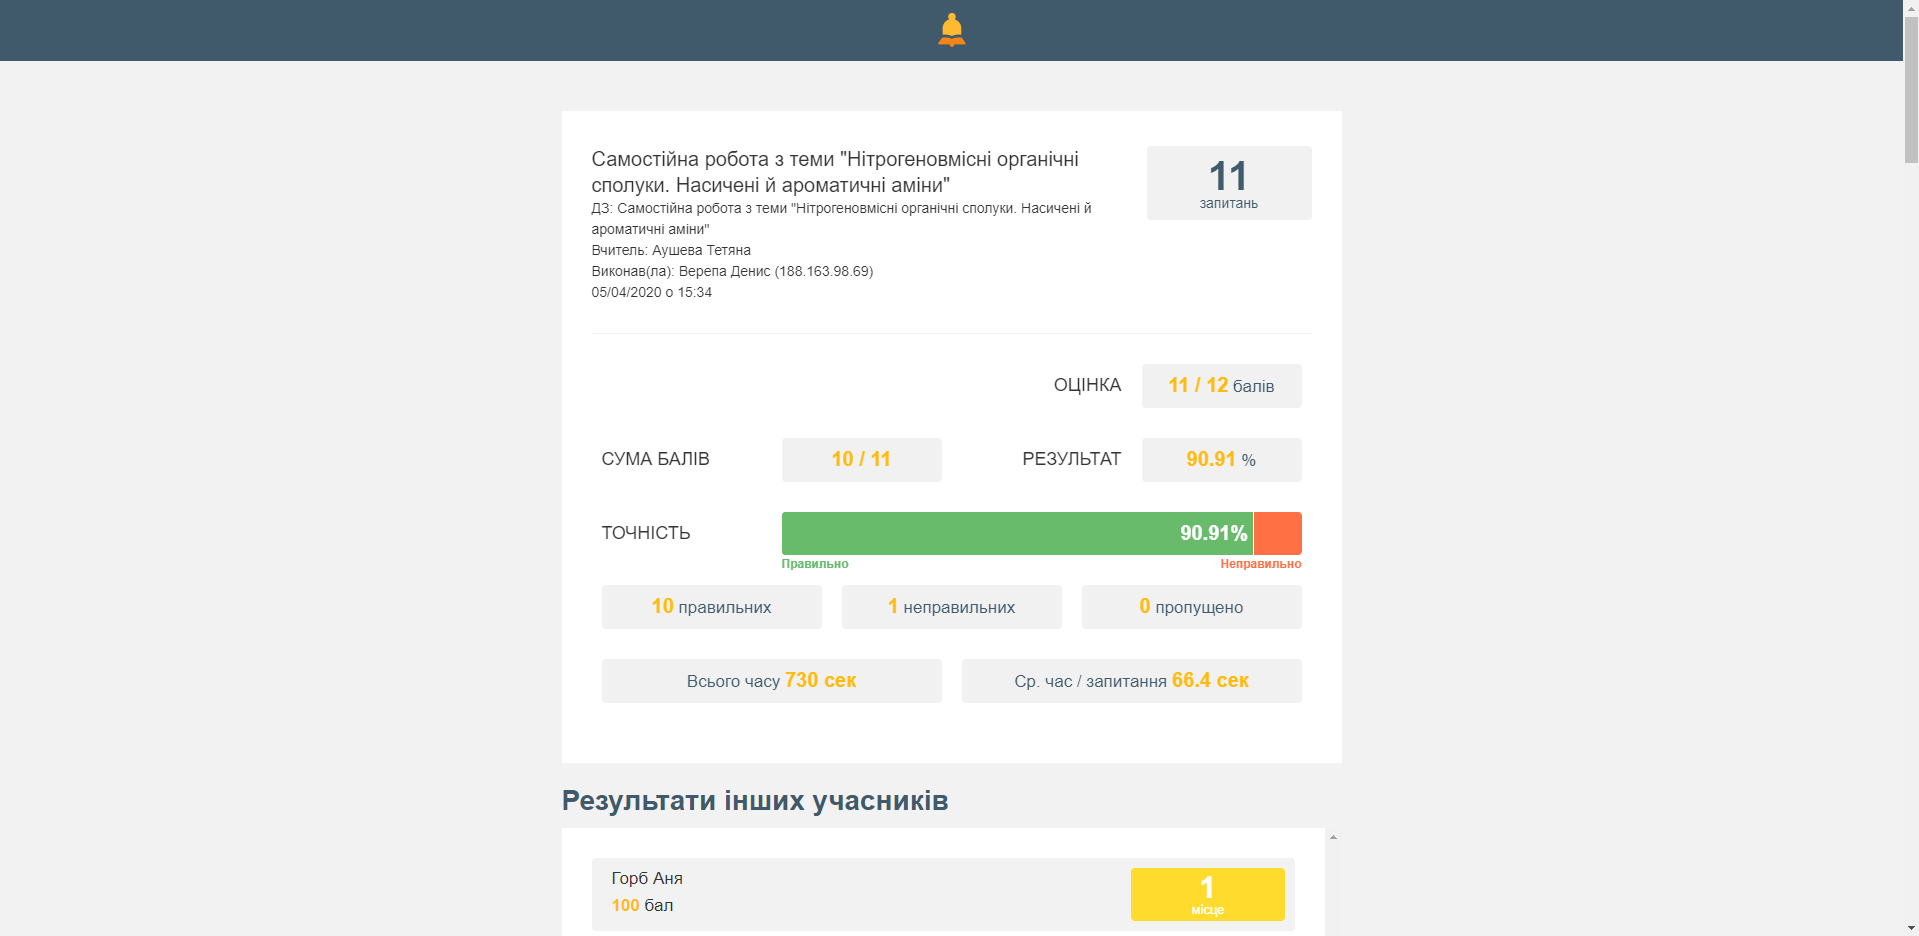 Самостійна робота з теми "Нітрогеновмісні органічні
сполуки. Насичені й ароматичні аміни"
ДЗ: Самостійна робота з теми "Нітрогеновмісні органічні сполуки. Насичені й
ароматичні аміни"
Вчитель: Аушева Тетяна
Виконав(ла): Верепа Денис (188.163.98.69)
05/04/2020 о 15:34
11
запитань
ОЦІНКА 11 / 12 балів
СУМА БАЛІВ 10 / 11 РЕЗУЛЬТАТ 90.91 %
ТОЧНІСТЬ 90.91%
Правильно Неправильно
10 правильних 1 неправильних 0 пропущено
Всього часу 730 сек Ср. час / запитання 66.4 сек
Результати інших учасників
Горб Аня
100 бал
1
місце